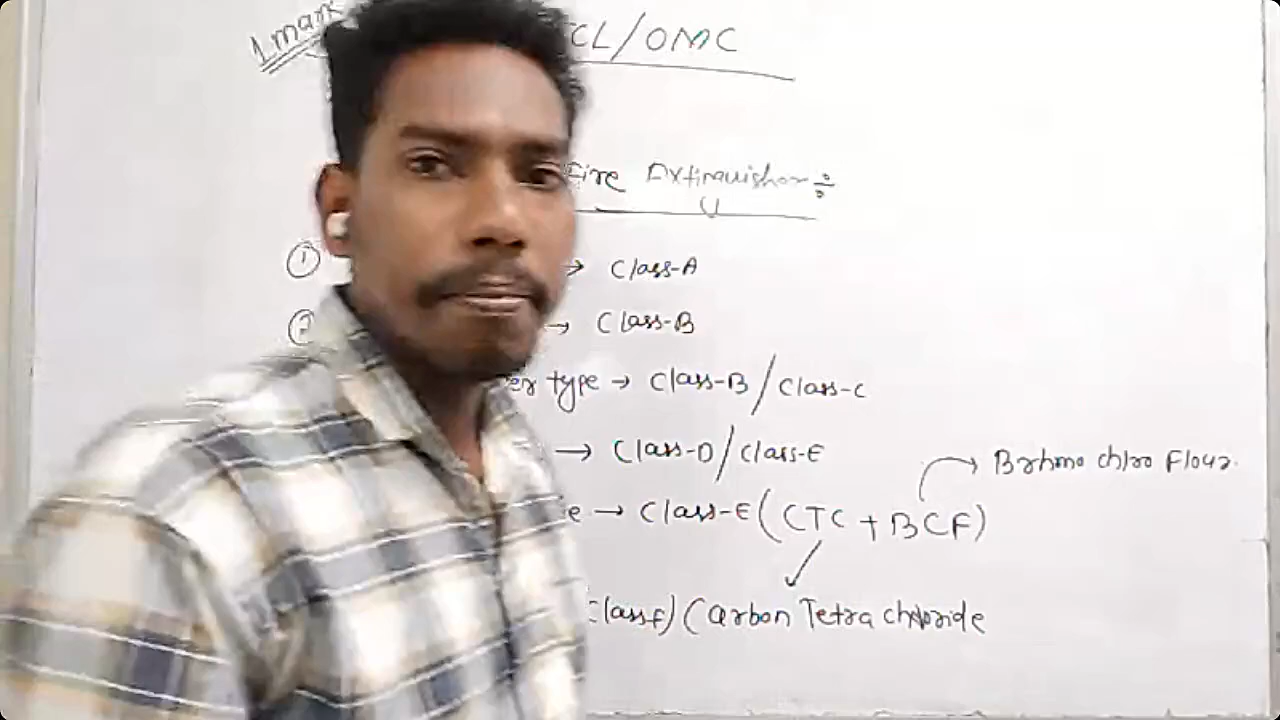 1 mark
CL/OMC
Fire Extinguisher:
① → Class-A
② → Class-B
er type → Class-B/Class-C
→ Class-D/Class-E
e → Class-E (CTC + BCF)
→ Brhmo chloro Flour.
Class f) (Carbon Tetra chloride